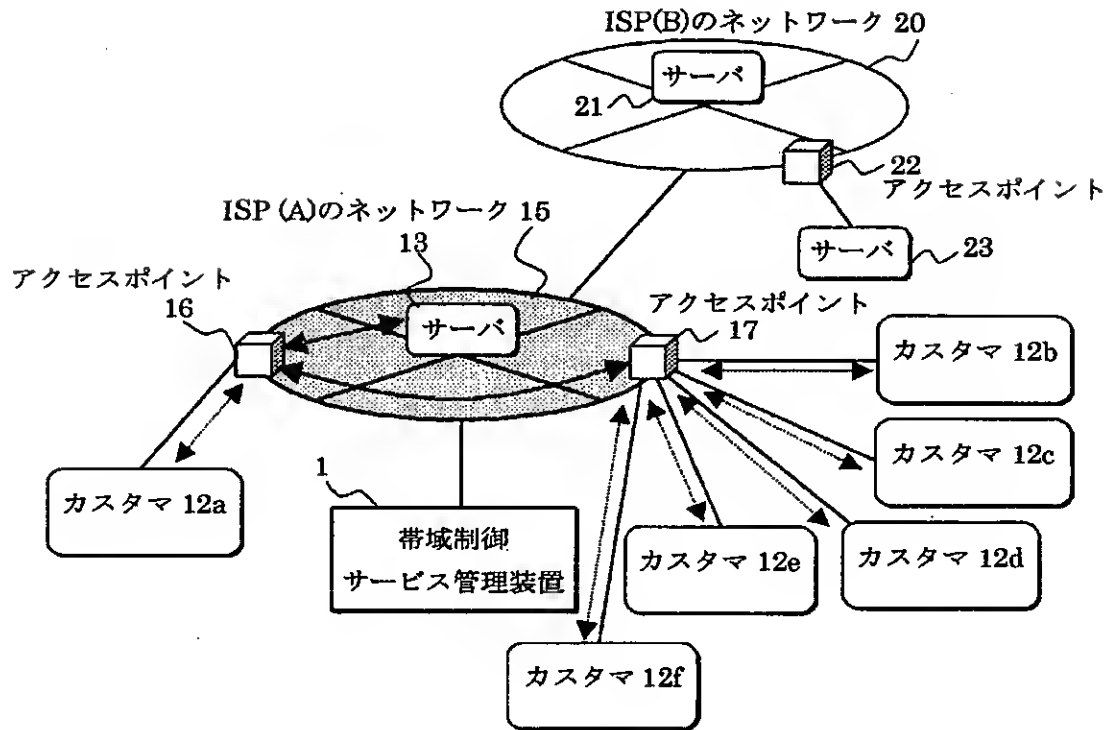 ISP(B)のネットワーク 20
サーバ
21
22
アクセスポイント
サーバ
23
ISP (A)のネットワーク 15
13
アクセスポイント
16
サーバ
アクセスポイント
17
カスタマ 12b
カスタマ 12c
カスタマ 12a
1
帯域制御
サービス管理装置
カスタマ 12e
カスタマ 12d
カスタマ 12f